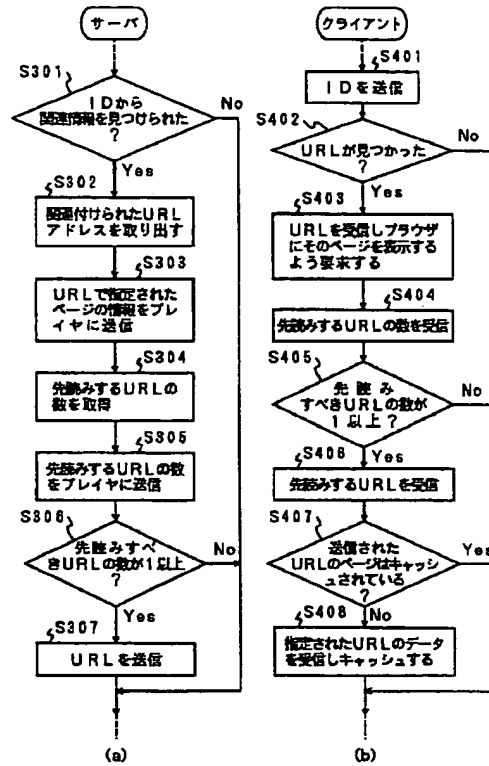 サーバ
S301
IDから
関連情報を見つけられた
?
No
Yes
S302
関連付けられたURL
アドレスを取り出す
S303
URLで指定された
ページの情報をプレ
イヤに送信
S304
先読みするURLの
数を取得
S305
先読みするURLの数
をプレイヤに送信
S306
先読みすべ
きURLの数が1以上
?
No
Yes
S307
URLを送信
(a)
クライアント
S401
IDを送信
S402
URLが見つかった
?
No
Yes
S403
URLを受信しブラウザ
にそのページを表示する
よう要求する
S404
先読みするURLの数を受信
S405
先読み
すべきURLの数が
1以上?
No
Yes
S406
先読みするURLを受信
S407
送信された
URLのページはキャッシ
ュされている
?
Yes
No
S408
指定されたURLのデータ
を受信しキャッシュする
(b)